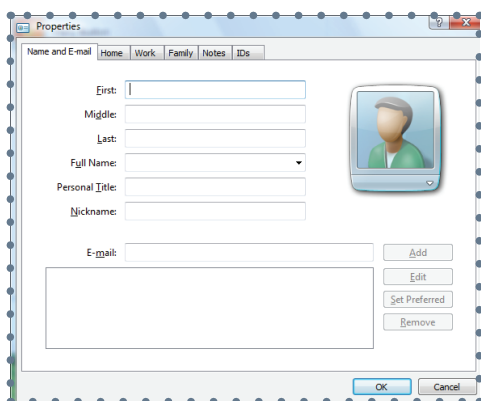 Properties
Name and E-mail Home Work Family Notes IDs
First:
Middle:
Last:
Full Name:
Personal Title:
Nickname:
E-mail: Add
Edit
Set Preferred
Remove
OK Cancel